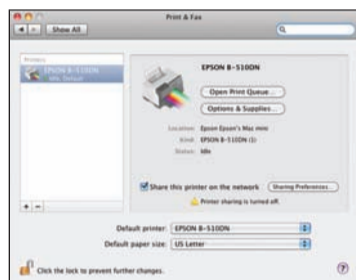 Print & Fax
Show All
Printers
EPSON B-510DN
Idle, Default
EPSON B-510DN
Open Print Queue...
Options & Supplies...
Location: Epson Epson's Mac mini
Kind: EPSON B-510DN (1)
Status: Idle
Share this printer on the network
Sharing Preferences...
Printer sharing is turned off.
Default printer: EPSON B-510DN
Default paper size: US Letter
Click the lock to prevent further changes.